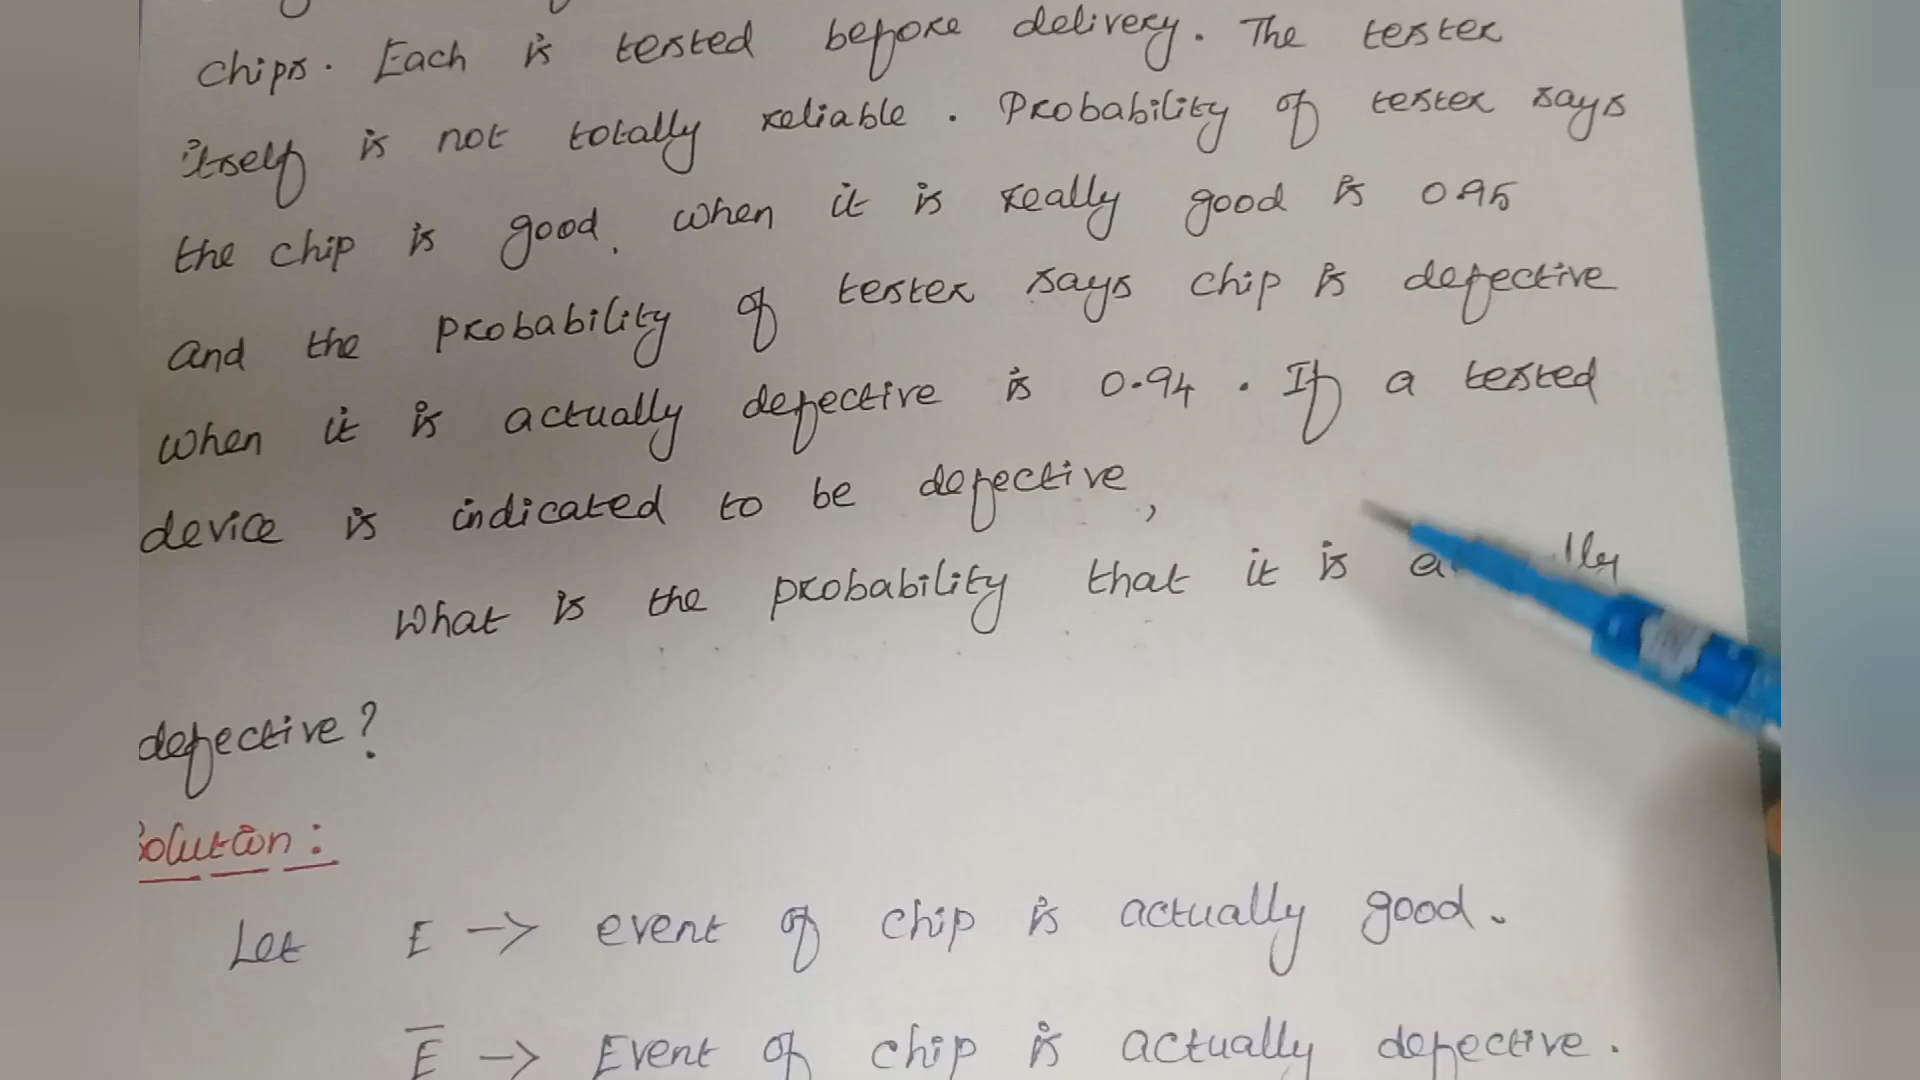 chips. Each is tested before delivery. The tester
itself is not totally reliable. Probability of tester says
the chip is good, when it is really good is 0.95
and the probability of tester says chip is defective
when it is actually defective is 0.94. If a tested
device is indicated to be defective,
What is the probability that it is
defective?
Solution:
Let E -> event of chip is actually good.
E̅ -> Event of chip is actually defective.